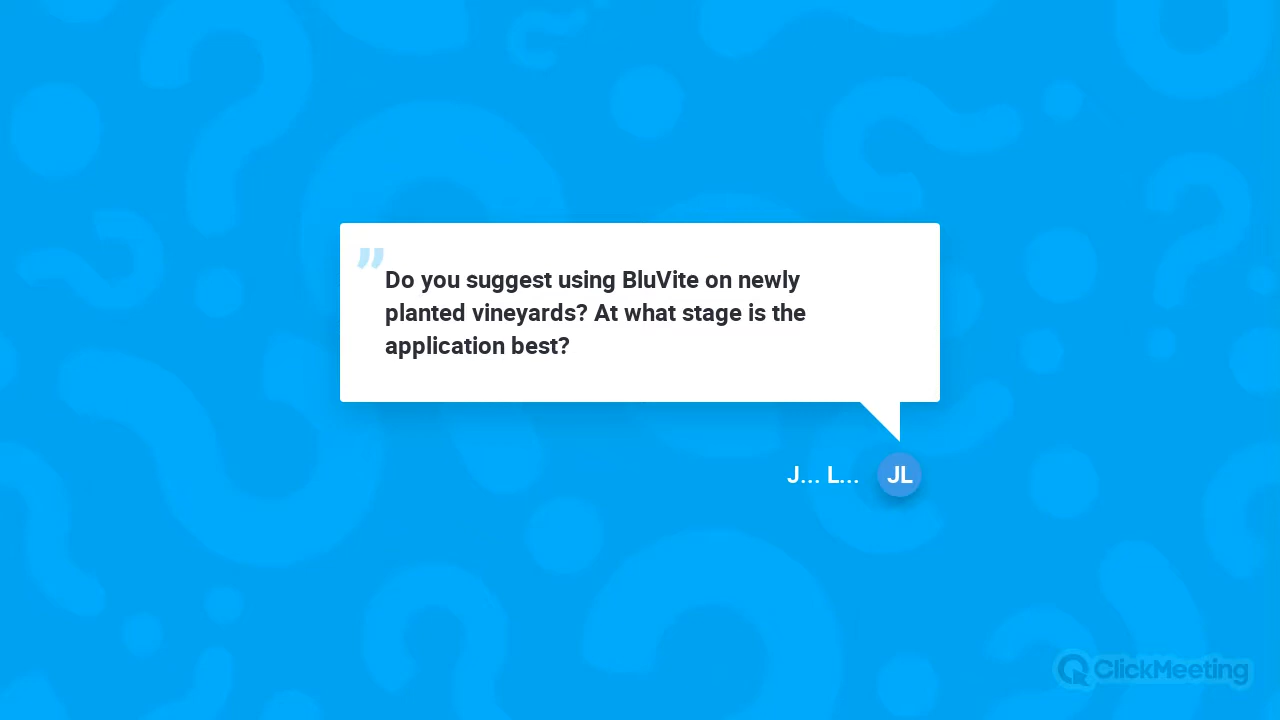 ”
Do you suggest using BluVite on newly
planted vineyards? At what stage is the
application best?
J... L... JL
ClickMeeting